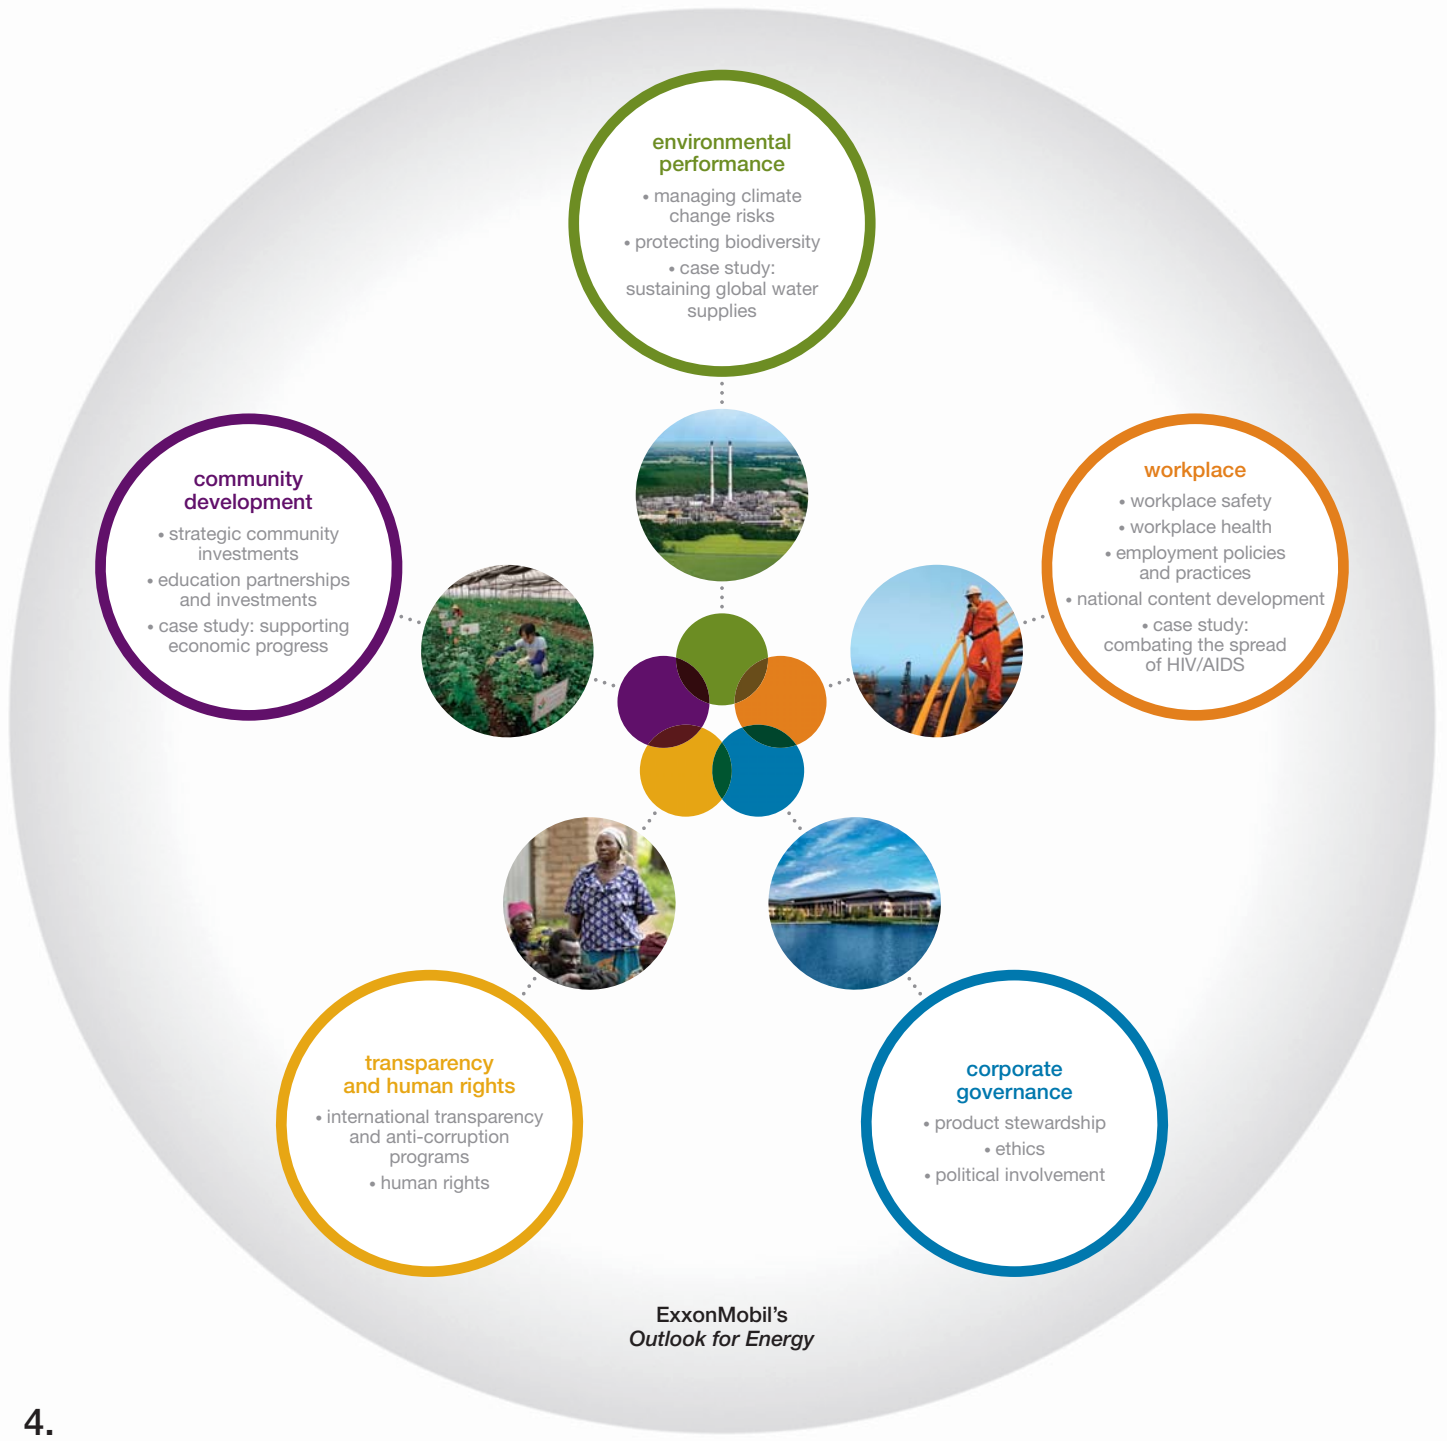 environmental
performance
• managing climate
change risks
• protecting biodiversity
• case study:
sustaining global water
supplies
community
development
• strategic community
investments
• education partnerships
and investments
• case study: supporting
economic progress
workplace
• workplace safety
• workplace health
• employment policies
and practices
• national content development
• case study:
combating the spread
of HIV/AIDS
transparency
and human rights
• international transparency
and anti-corruption
programs
• human rights
corporate
governance
• product stewardship
• ethics
• political involvement
ExxonMobil’s
Outlook for Energy
4.